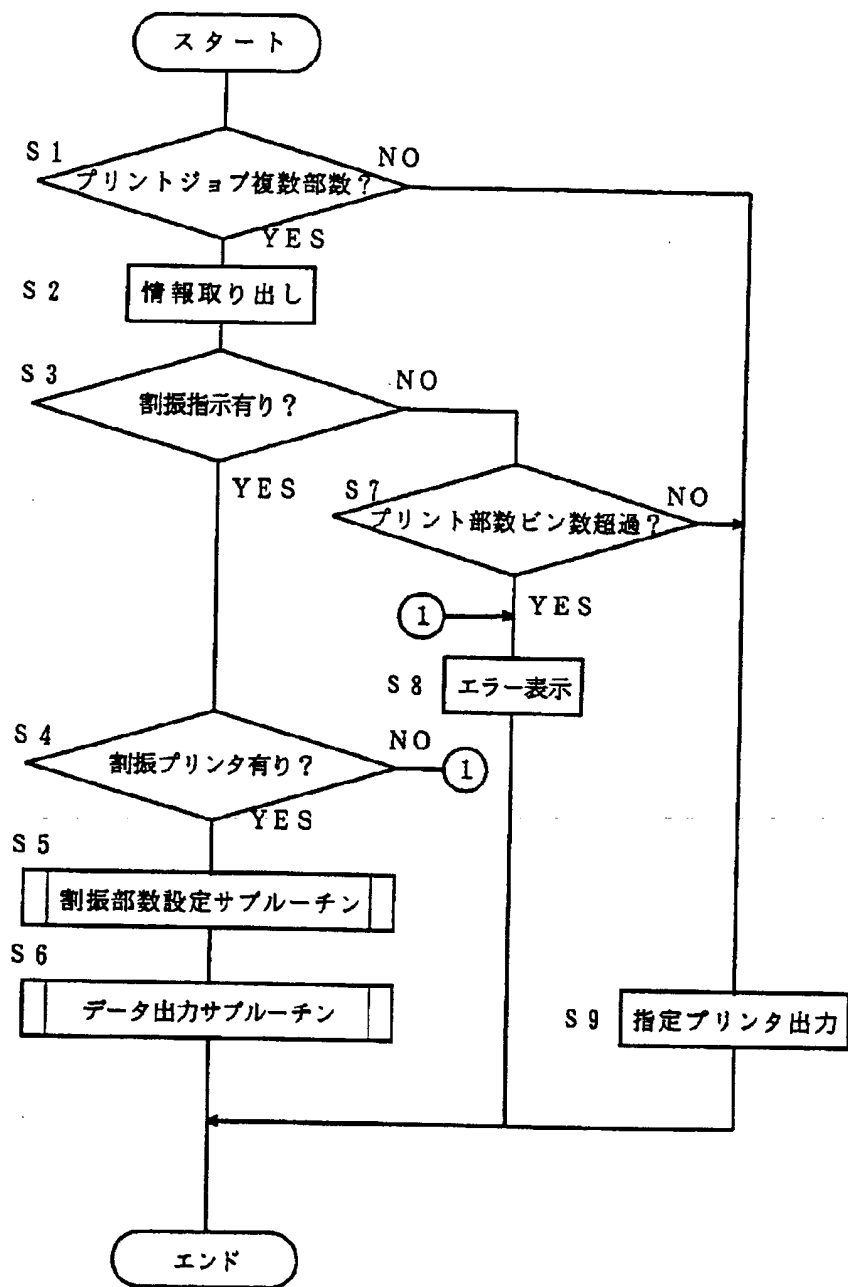 スタート
S1
NO
プリントジョブ複数部数？
YES
S2
情報取り出し
S3
NO
割振指示有り？
YES
S7
NO
プリント部数ビン数超過？
1
YES
S8
エラー表示
S4
NO
割振プリンタ有り？
1
YES
S5
割振部数設定サブルーチン
S6
データ出力サブルーチン
S9
指定プリンタ出力
エンド